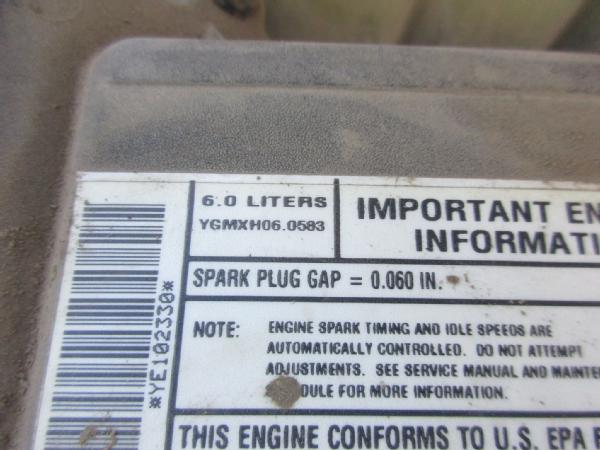 6.0 LITERS
YGMXH06.0583
IMPORTANT EN
INFORMATI
SPARK PLUG GAP = 0.060 IN.
NOTE: ENGINE SPARK TIMING AND IDLE SPEEDS ARE
AUTOMATICALLY CONTROLLED. DO NOT ATTEMPT
ADJUSTMENTS. SEE SERVICE MANUAL AND MAINTE
DULE FOR MORE INFORMATION.
THIS ENGINE CONFORMS TO U.S. EPA
*YE102330*